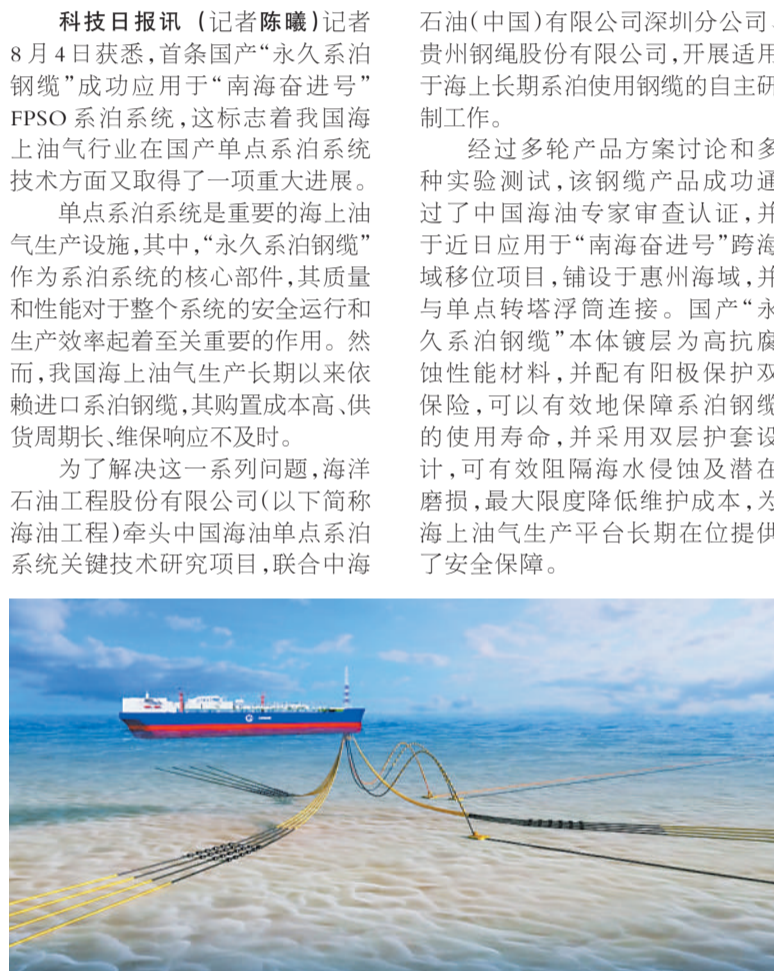 科技日报讯 (记者陈曦)记者
8月4日获悉,首条国产“永久系泊
钢缆”成功应用于“南海奋进号”
FPSO系泊系统,这标志着我国海
上油气行业在国产单点系泊系统
技术方面又取得了一项重大进展。
单点系泊系统是重要的海上油
气生产设施,其中,“永久系泊钢缆”
作为系泊系统的核心部件,其质量
和性能对于整个系统的安全运行和
生产效率起着至关重要的作用。然
而,我国海上油气生产长期以来依
赖进口系泊钢缆,其购置成本高、供
货周期长、维保响应不及时。
为了解决这一系列问题,海洋
石油工程股份有限公司(以下简称
海油工程)牵头中国海油单点系泊
系统关键技术研究项目,联合中海
石油(中国)有限公司深圳分公司、
贵州钢绳股份有限公司,开展适用
于海上长期系泊使用钢缆的自主研
制工作。
经过多轮产品方案讨论和多
种实验测试,该钢缆产品成功通
过了中国海油专家审查认证,并
于近日应用于“南海奋进号”跨海
域移位项目,铺设于惠州海域,并
与单点转塔浮筒连接。国产“永
久系泊钢缆”本体镀层为高抗腐
蚀性能材料,并配有阳极保护双
保险,可以有效地保障系泊钢缆
的使用寿命,并采用双层护套设
计,可有效阻隔海水侵蚀及潜在
磨损,最大限度降低维护成本,为
海上油气生产平台长期在位提供
了安全保障。